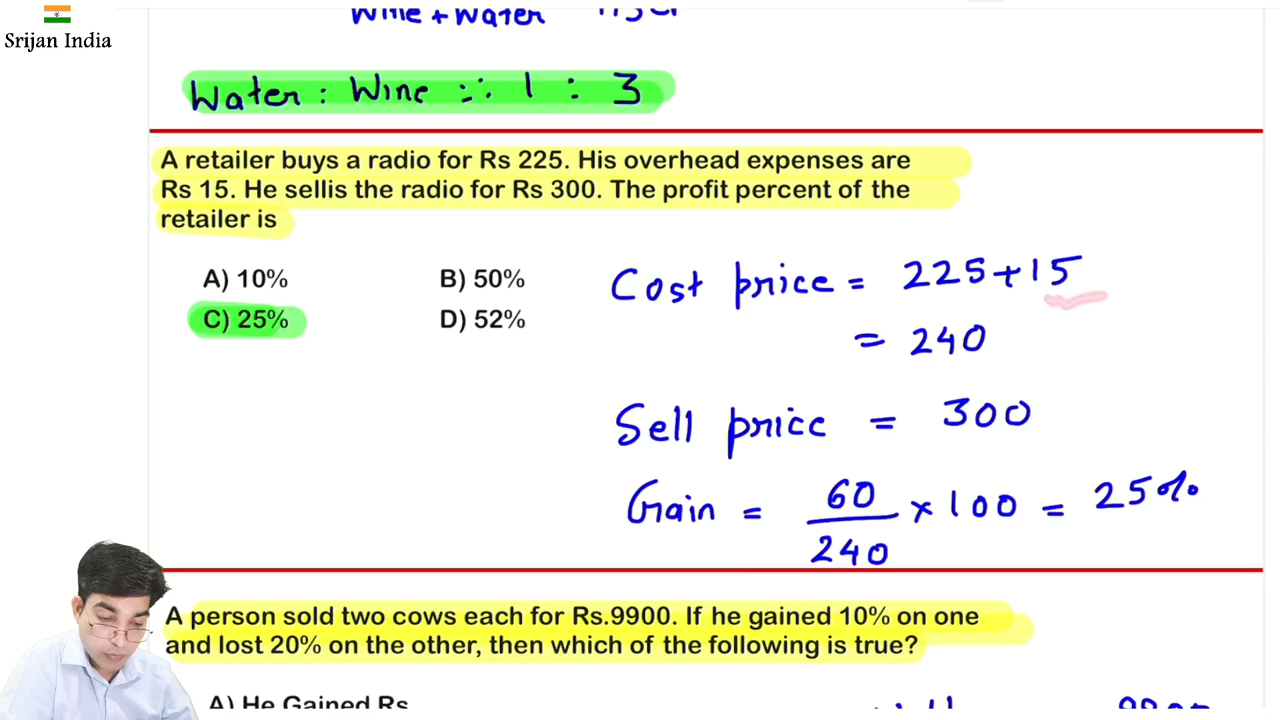 Srijan India
Wine + Water
Water : Wine :: 1 : 3
A retailer buys a radio for Rs 225. His overhead expenses are
Rs 15. He sellis the radio for Rs 300. The profit percent of the
retailer is
A) 10%
B) 50%
C) 25%
D) 52%
Cost price = 225+15
= 240
Sell price = 300
Gain = 60/240 × 100 = 25%
A person sold two cows each for Rs.9900. If he gained 10% on one
and lost 20% on the other, then which of the following is true?
A) He Gained Rs